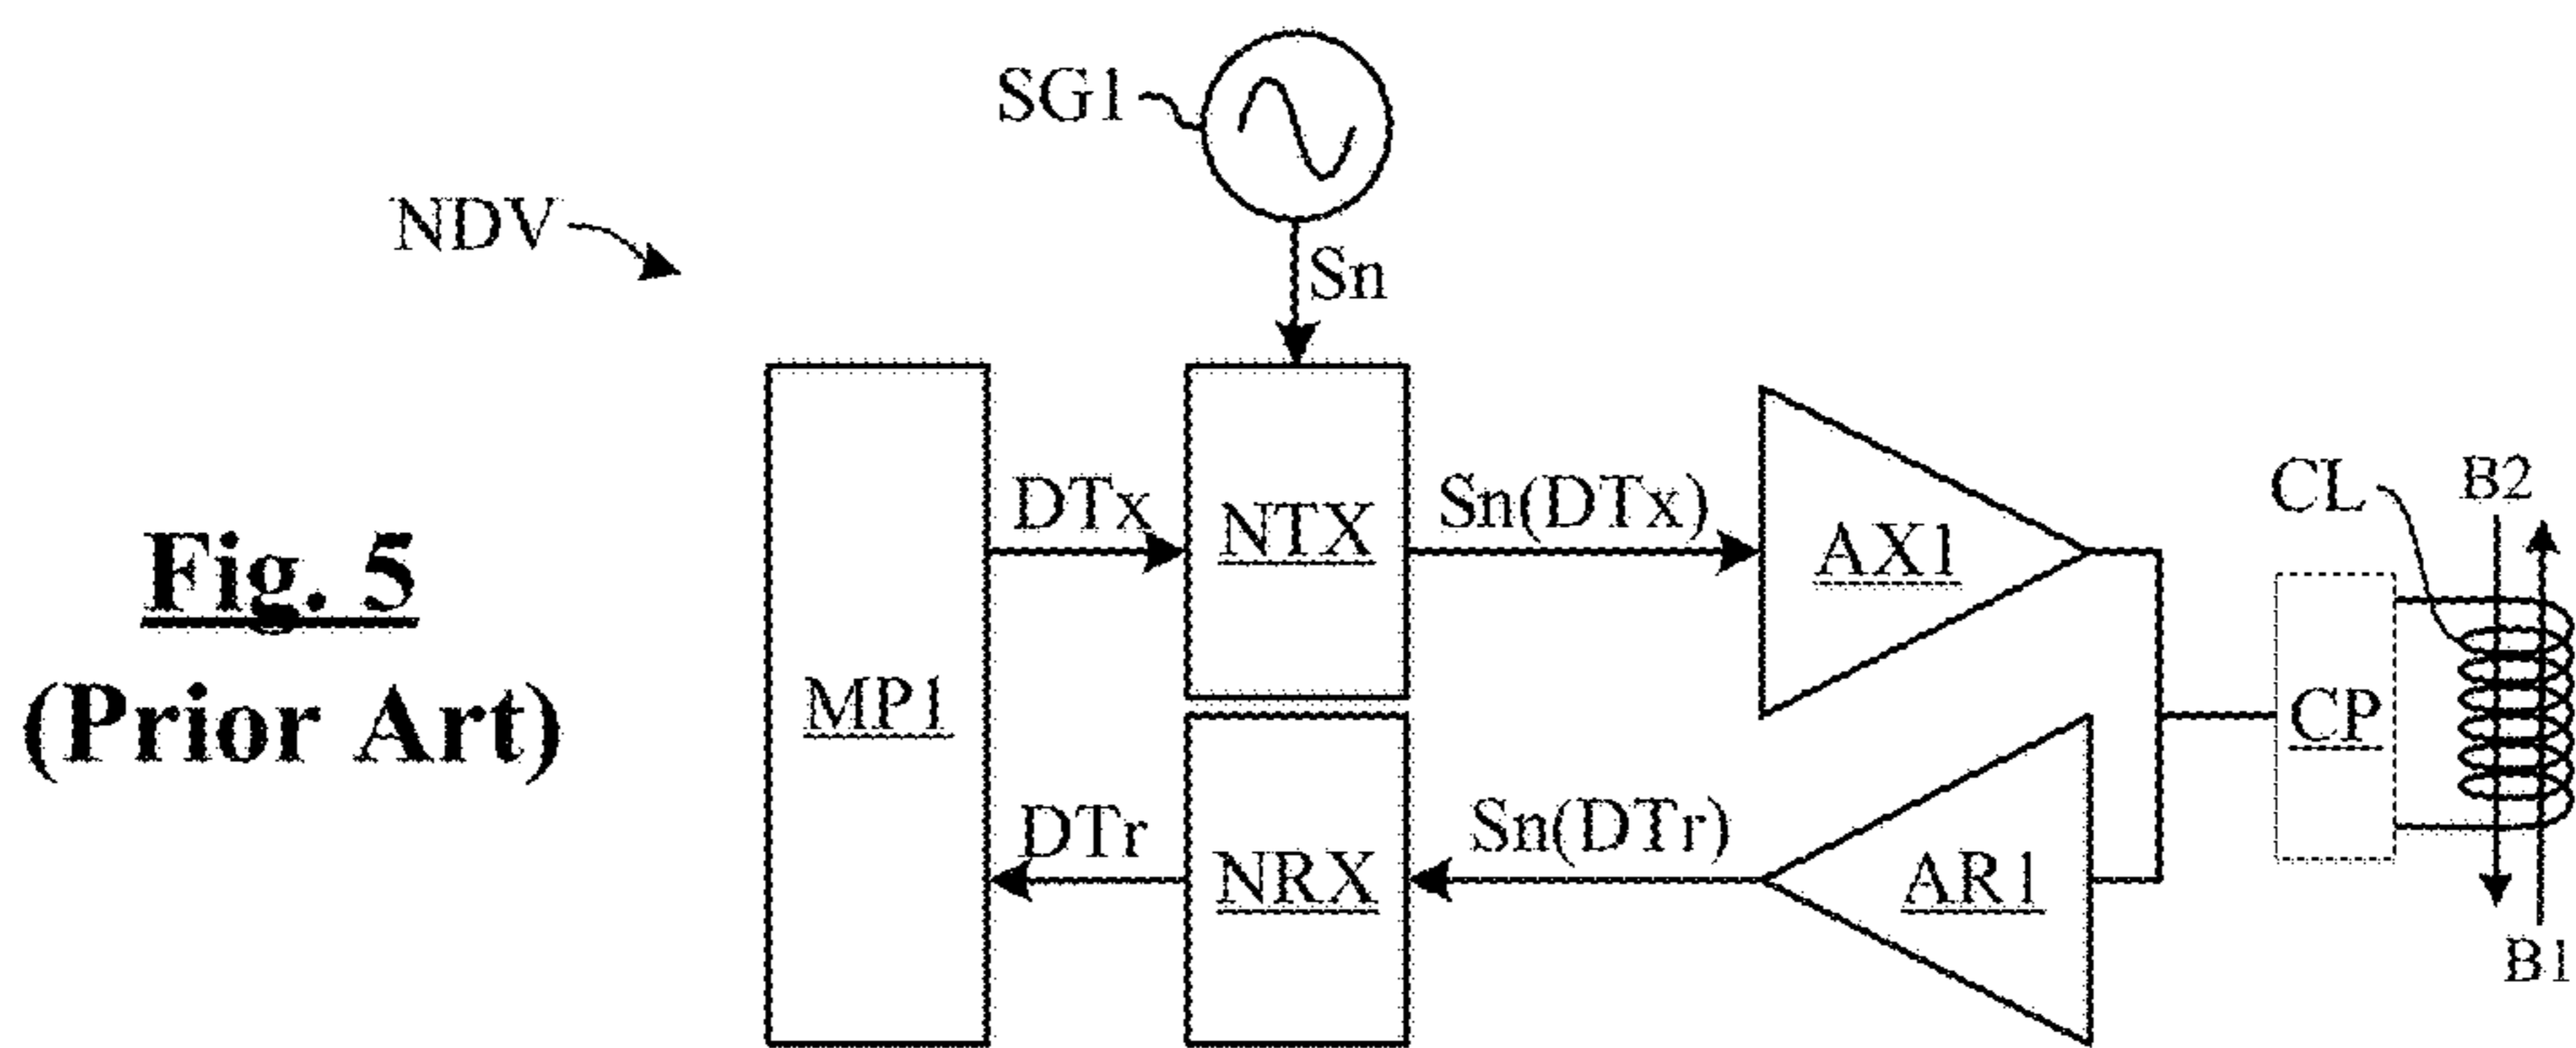 SG1
NDV
Sn
DTx
NTX
Sn(DTx)
AX1
CL
B2
Fig. 5
(Prior Art)
MP1
CP
DTr
NRX
Sn(DTr)
AR1
B1